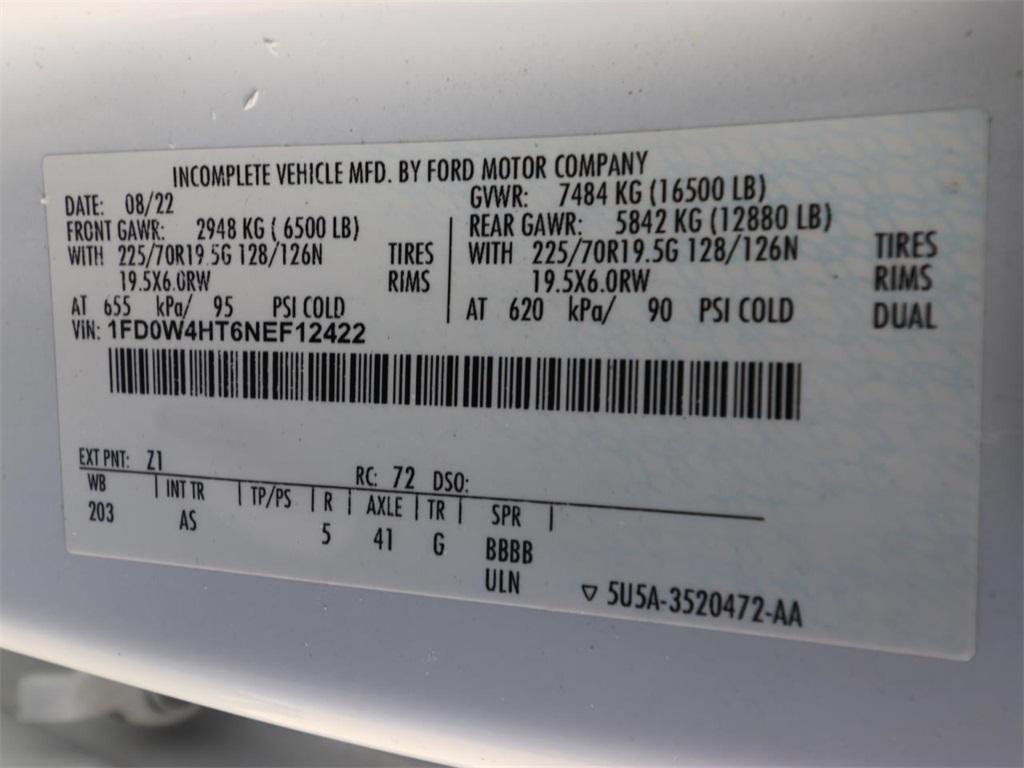 INCOMPLETE VEHICLE MFD. BY FORD MOTOR COMPANY
DATE: 08/22 GVWR: 7484 KG (16500 LB)
FRONT GAWR: 2948 KG ( 6500 LB) REAR GAWR: 5842 KG (12880 LB)
WITH 225/70R19.5G 128/126N TIRES WITH 225/70R19.5G 128/126N TIRES
19.5X6.0RW RIMS 19.5X6.0RW RIMS
AT 655 kPa/ 95 PSI COLD AT 620 kPa/ 90 PSI COLD DUAL
VIN: 1FD0W4HT6NEF12422
EXT PNT: Z1 RC: 72 DSO:
WB INT TR TP/PS R AXLE TR SPR
203 AS 5 41 G BBBB
ULN 5U5A-3520472-AA